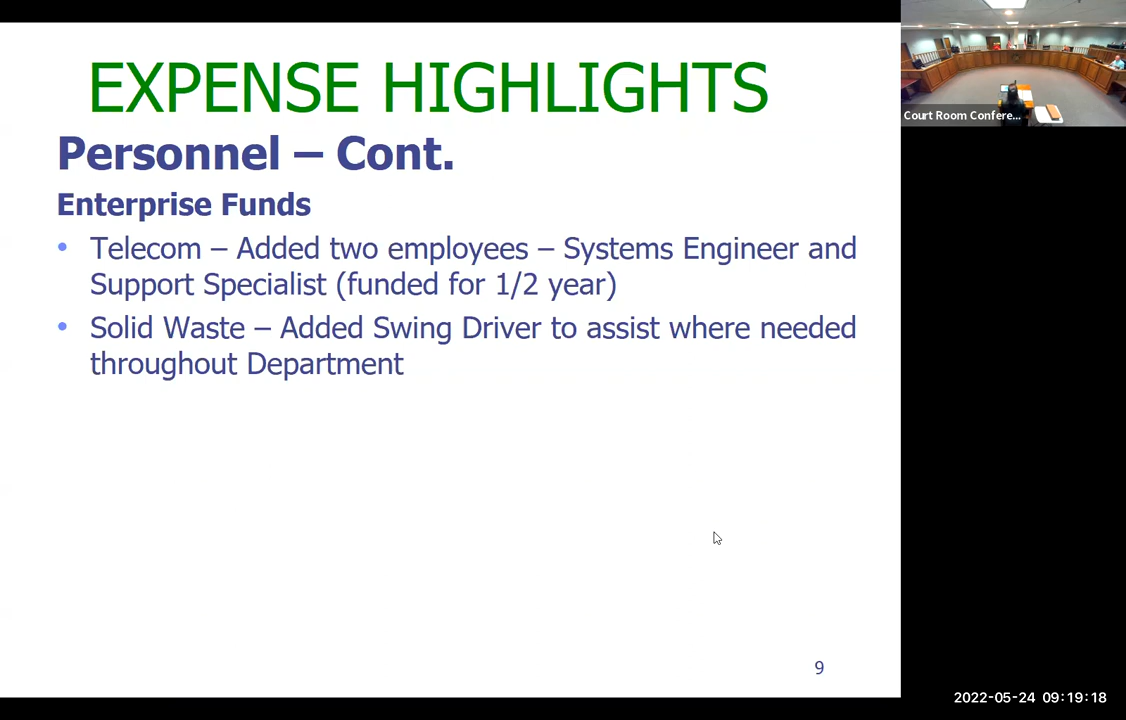 EXPENSE HIGHLIGHTS
Personnel – Cont.
Enterprise Funds
• Telecom – Added two employees – Systems Engineer and
Support Specialist (funded for 1/2 year)
• Solid Waste – Added Swing Driver to assist where needed
throughout Department
9
Court Room Confere...
2022-05-24 09:19:18